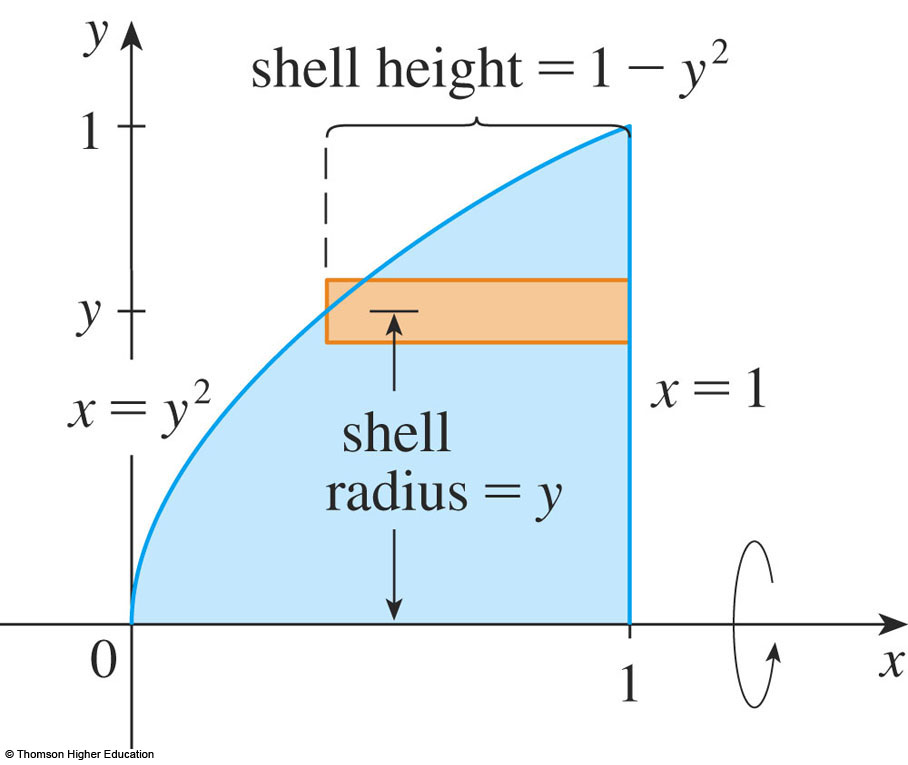 y
shell height = 1 − y²
1
y
x = y²
x = 1
shell
radius = y
0
1
x
© Thomson Higher Education